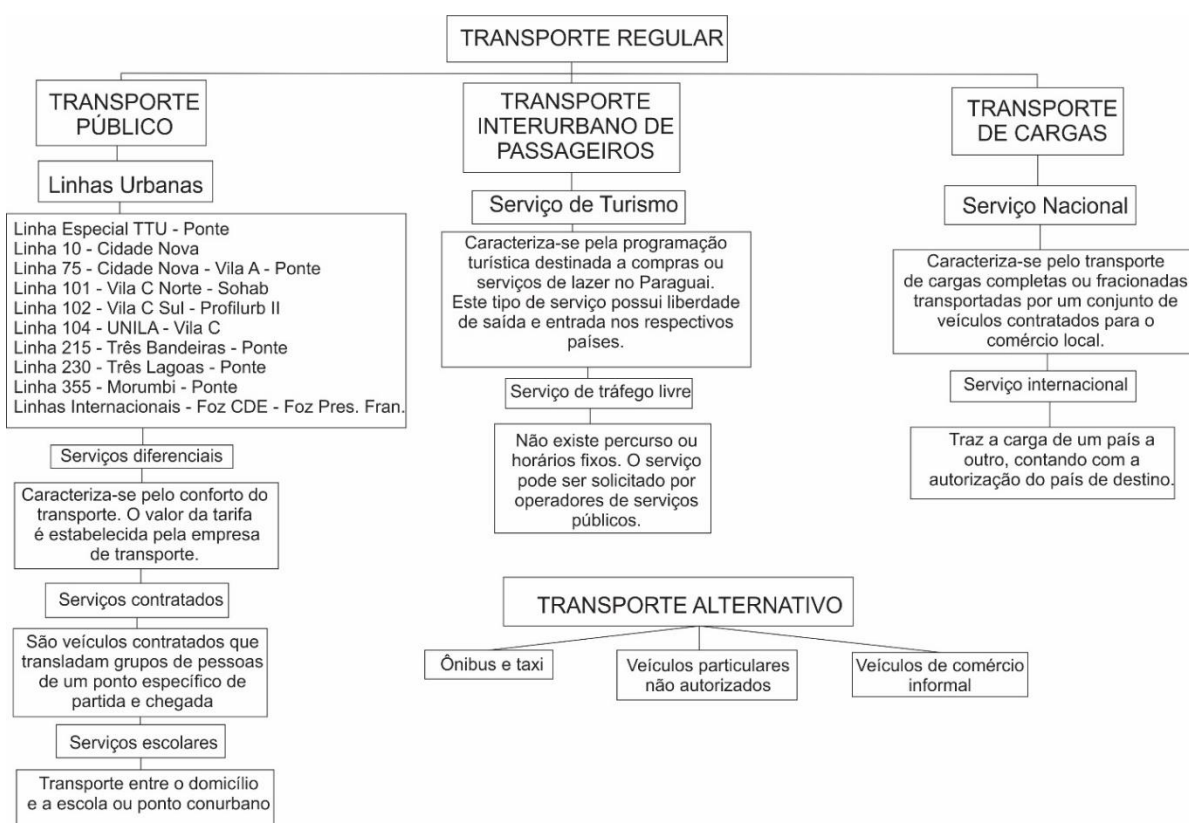 TRANSPORTE REGULAR
TRANSPORTE
PÚBLICO
Linhas Urbanas
Linha Especial TTU - Ponte
Linha 10 - Cidade Nova
Linha 75 - Cidade Nova - Vila A - Ponte
Linha 101 - Vila C Norte - Sohab
Linha 102 - Vila C Sul - Profilurb II
Linha 104 - UNILA - Vila C
Linha 215 - Três Bandeiras - Ponte
Linha 230 - Três Lagoas - Ponte
Linha 355 - Morumbi - Ponte
Linhas Internacionais - Foz CDE - Foz Pres. Fran.
Serviços diferenciais
Caracteriza-se pelo conforto do
transporte. O valor da tarifa
é estabelecida pela empresa
de transporte.
Serviços contratados
São veículos contratados que
transladam grupos de pessoas
de um ponto específico de
partida e chegada
Serviços escolares
Transporte entre o domicílio
e a escola ou ponto conurbano
TRANSPORTE
INTERURBANO DE
PASSAGEIROS
Serviço de Turismo
Caracteriza-se pela programação
turística destinada a compras ou
serviços de lazer no Paraguai.
Este tipo de serviço possui liberdade
de saída e entrada nos respectivos
países.
Serviço de tráfego livre
Não existe percurso ou
horários fixos. O serviço
pode ser solicitado por
operadores de serviços
públicos.
TRANSPORTE
DE CARGAS
Serviço Nacional
Caracteriza-se pelo transporte
de cargas completas ou fracionadas
transportadas por um conjunto de
veículos contratados para o
comércio local.
Serviço internacional
Traz a carga de um país a
outro, contando com a
autorização do país de destino.
TRANSPORTE ALTERNATIVO
Ônibus e taxi
Veículos particulares
não autorizados
Veículos de comércio
informal